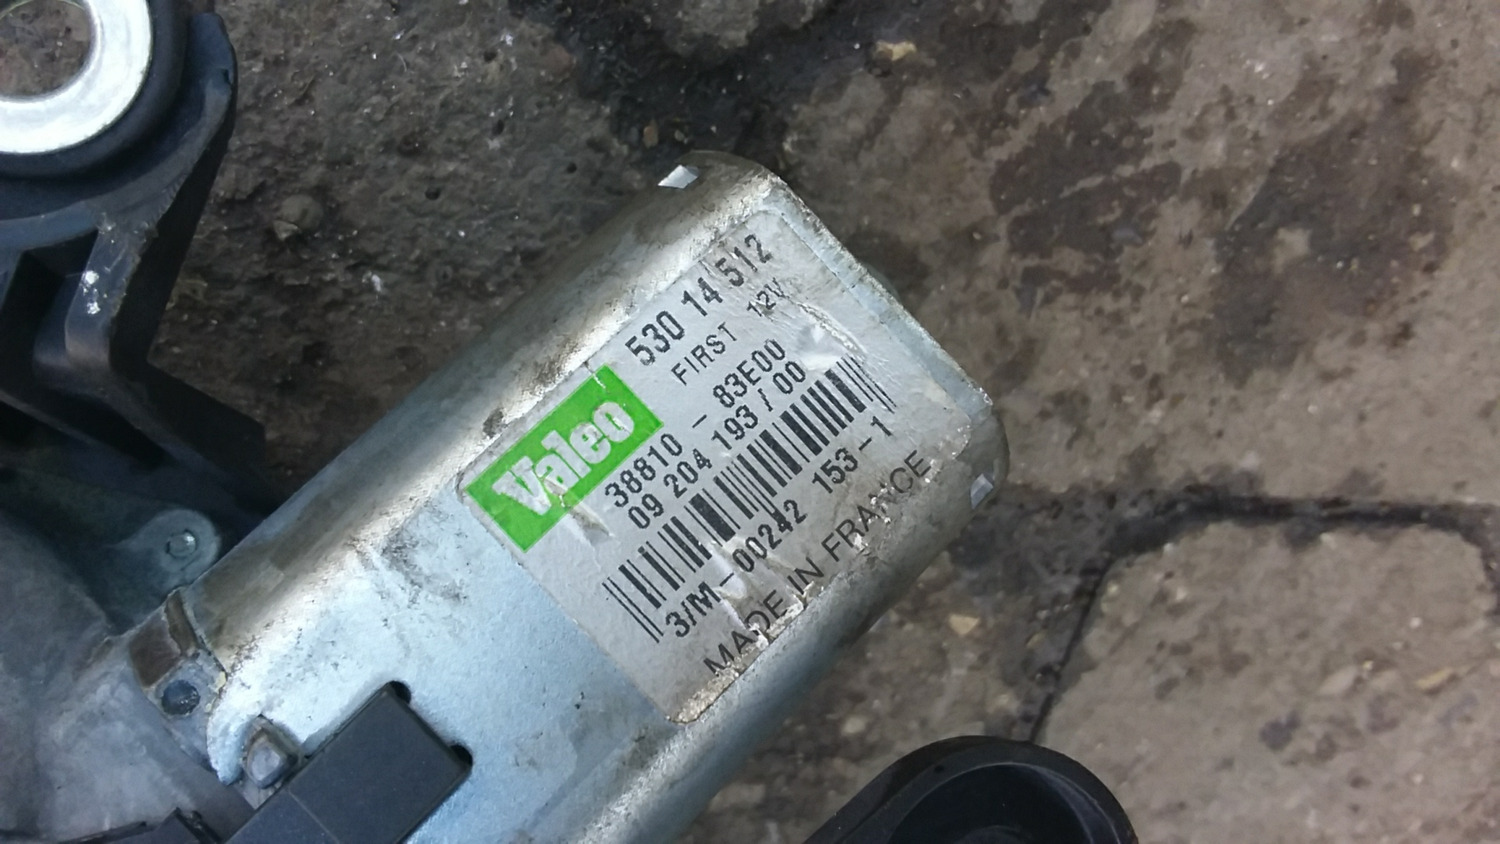 Valeo
530 14 512
FIRST 12V
38810 - 83E00
09 204 193 / 00
3/M-00242 153-1
MADE IN FRANCE